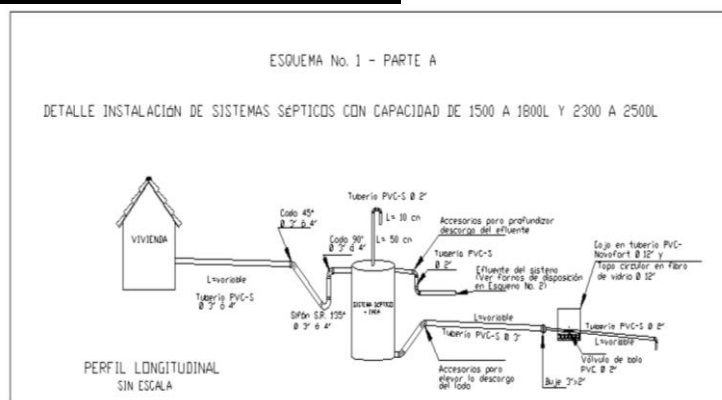 ESQUEMA No. 1 - PARTE A
DETALLE INSTALACIÓN DE SISTEMAS SÉPTICOS CON CAPACIDAD DE 1500 A 1800L Y 2300 A 2500L
Tubería PVC-S Ø 2"
L= 10 cn
L= 50 cn
Codo 45°
Ø 3" ó 4"
Codo 90°
Ø 3" ó 4"
Accesorios para profundizar
descarga del efluente
VIVIENDA
Tubería PVC-S
Ø 2"
Efluente del sistema
(Ver formas de disposición
en Esquema No. 2)
Caja en tubería PVC-
Novafort Ø 12" y
Tapa circular en fibra
de vidrio Ø 12"
L=variable
Tubería PVC-S
Ø 3" ó 4"
Sifón S.R. 135°
Ø 3" ó 4"
SISTEMA SÉPTICO
L=variable
Tubería PVC-S Ø 3"
Tubería PVC-S Ø 2"
L=variable
Válvula de bola
PVC Ø 2"
Buje 3"x2"
Accesorios para
elevar la descarga
del lodo
PERFIL LONGITUDINAL
SIN ESCALA